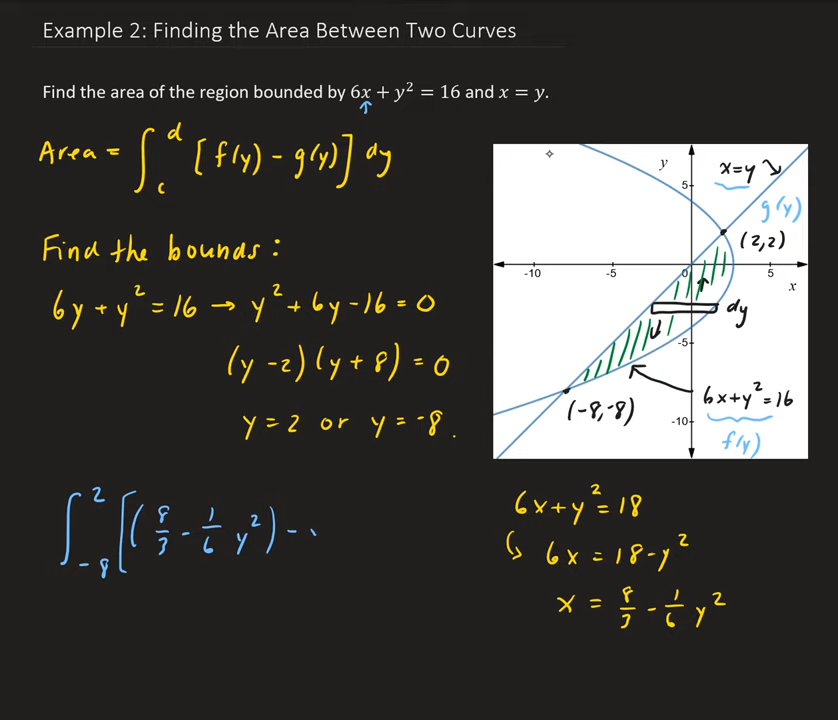 Example 2: Finding the Area Between Two Curves
Find the area of the region bounded by 6x + y² = 16 and x = y.
Area = ∫_c^d [f(y) - g(y)] dy
Find the bounds:
6y + y² = 16 → y² + 6y - 16 = 0
(y - 2)(y + 8) = 0
y = 2 or y = -8.
y
5
x=y
g(y)
(2,2)
-10
-5
0
5
x
dy
-5
6x+y²=16
(-8,-8)
-10
f(y)
∫_{-8}^{2} [(8/3 - 1/6 y²) -
6x+y²=18
↳ 6x = 18-y²
x = 8/3 - 1/6 y²